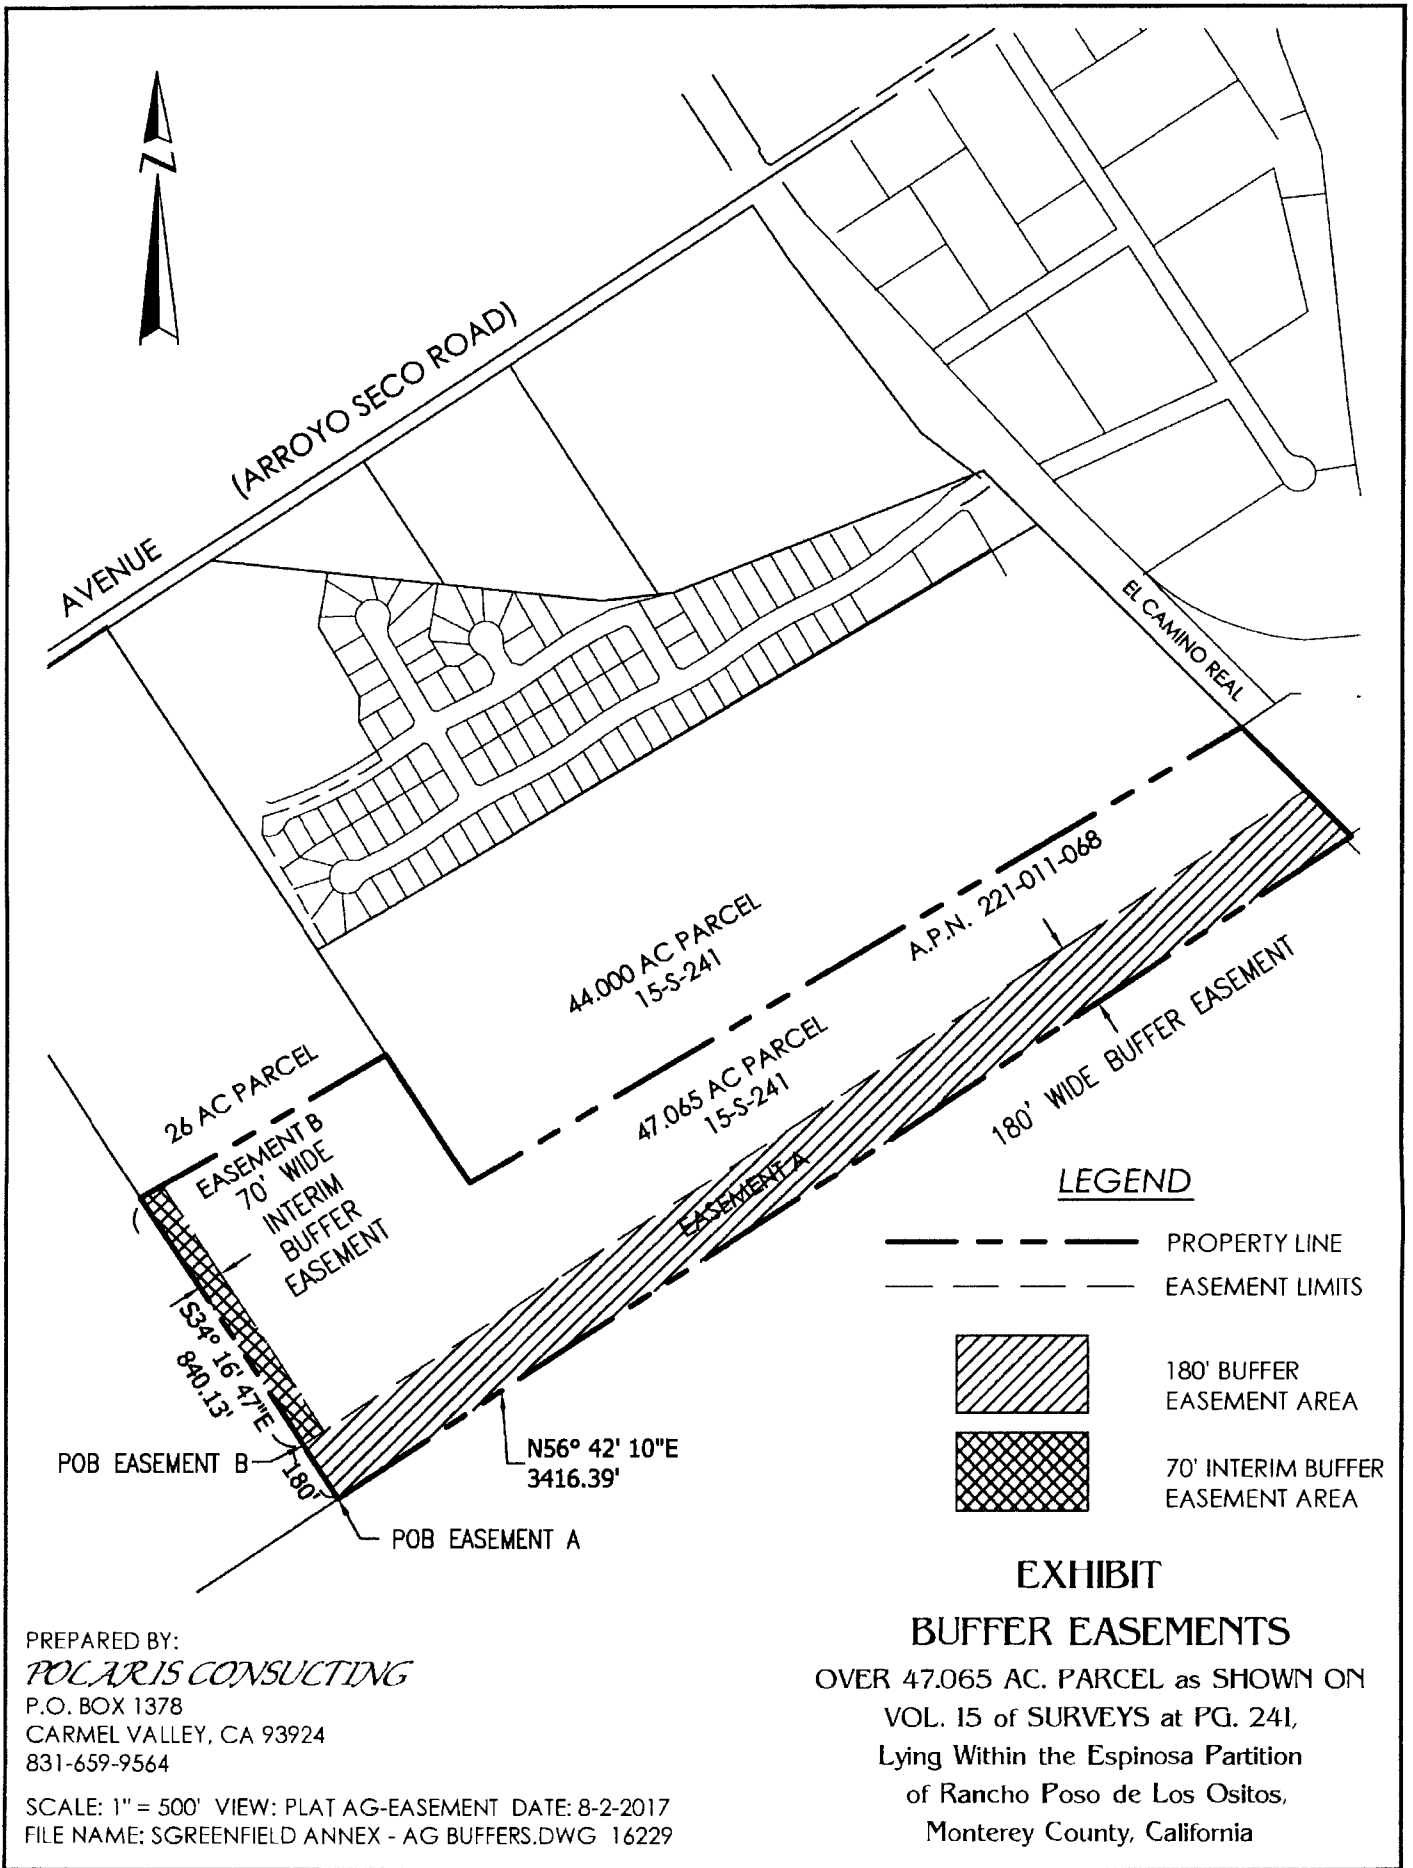 N
(ARROYO SECO ROAD)
AVENUE
EL CAMINO REAL
A.P.N. 221-011-068
44.000 AC PARCEL
15-S-241
47.065 AC PARCEL
15-S-241
180' WIDE BUFFER EASEMENT
26 AC PARCEL
EASEMENT B
70' WIDE
INTERIM
BUFFER
EASEMENT
EASEMENT A
S34° 16' 47"E
840.13'
POB EASEMENT B
180'
N56° 42' 10"E
3416.39'
POB EASEMENT A
LEGEND
PROPERTY LINE
EASEMENT LIMITS
180' BUFFER
EASEMENT AREA
70' INTERIM BUFFER
EASEMENT AREA
EXHIBIT
BUFFER EASEMENTS
OVER 47.065 AC. PARCEL as SHOWN ON
VOL. 15 of SURVEYS at PG. 241,
Lying Within the Espinosa Partition
of Rancho Poso de Los Ositos,
Monterey County, California
PREPARED BY:
POLARIS CONSULTING
P.O. BOX 1378
CARMEL VALLEY, CA 93924
831-659-9564
SCALE: 1" = 500' VIEW: PLAT AG-EASEMENT DATE: 8-2-2017
FILE NAME: SGREENFIELD ANNEX - AG BUFFERS.DWG 16229